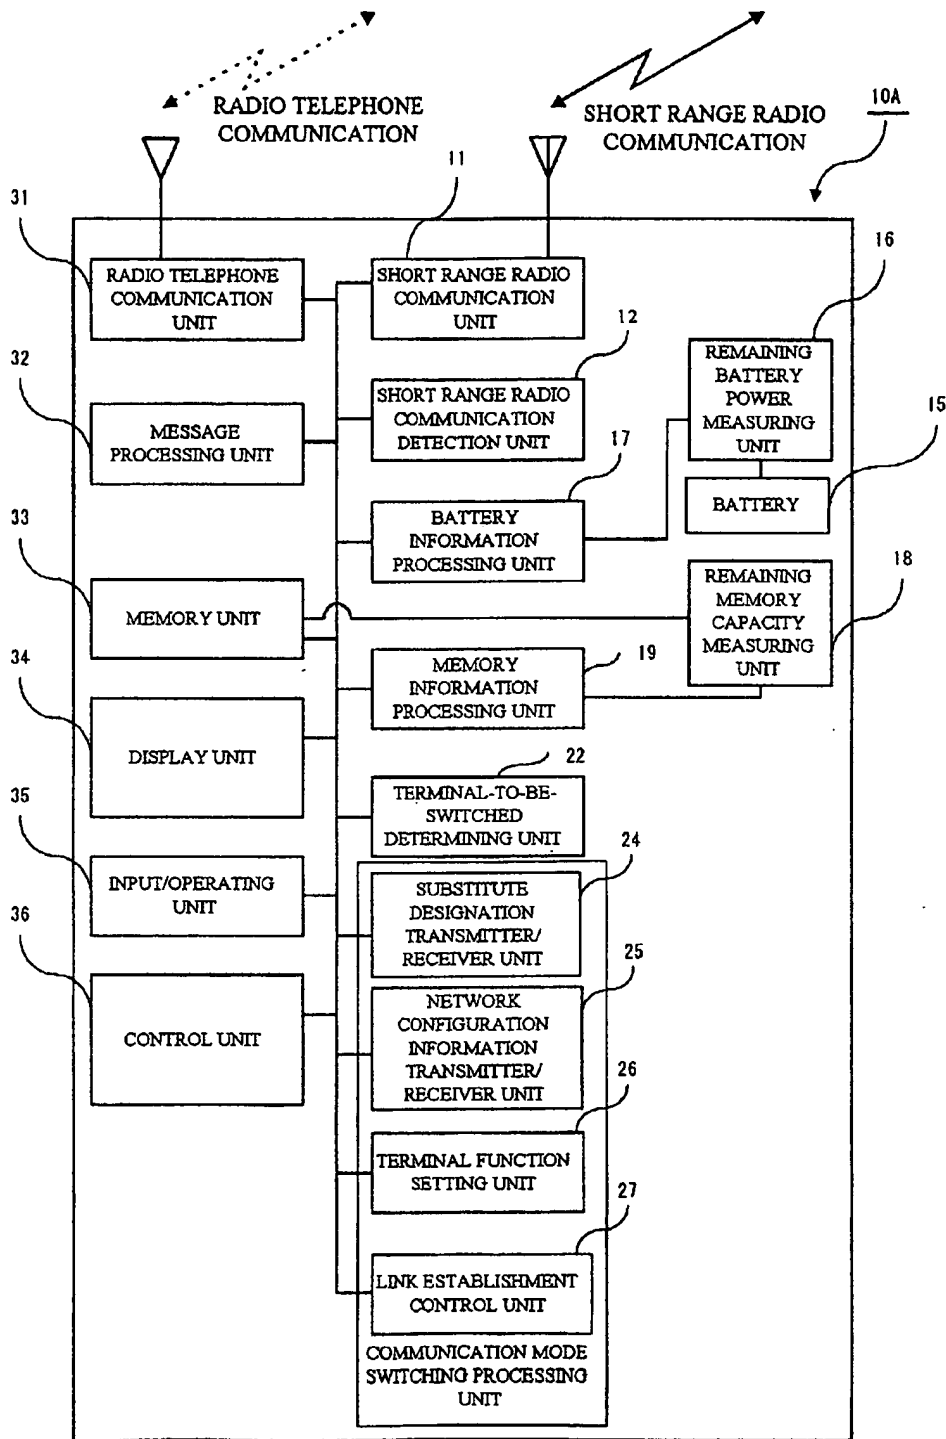 RADIO TELEPHONE
COMMUNICATION
SHORT RANGE RADIO
COMMUNICATION
10A
11
31
RADIO TELEPHONE
COMMUNICATION
UNIT
SHORT RANGE RADIO
COMMUNICATION
UNIT
16
12
32
REMAINING
BATTERY
POWER
MEASURING
UNIT
SHORT RANGE RADIO
COMMUNICATION
DETECTION UNIT
15
MESSAGE
PROCESSING UNIT
17
BATTERY
33
BATTERY
INFORMATION
PROCESSING UNIT
18
REMAINING
MEMORY
CAPACITY
MEASURING
UNIT
MEMORY UNIT
34
19
MEMORY
INFORMATION
PROCESSING UNIT
DISPLAY UNIT
22
35
TERMINAL-TO-BE-
SWITCHED
DETERMINING UNIT
24
INPUT/OPERATING
UNIT
36
SUBSTITUTE
DESIGNATION
TRANSMITTER/
RECEIVER UNIT
25
CONTROL UNIT
NETWORK
CONFIGURATION
INFORMATION
TRANSMITTER/
RECEIVER UNIT
26
TERMINAL FUNCTION
SETTING UNIT
27
LINK ESTABLISHMENT
CONTROL UNIT
COMMUNICATION MODE
SWITCHING PROCESSING
UNIT